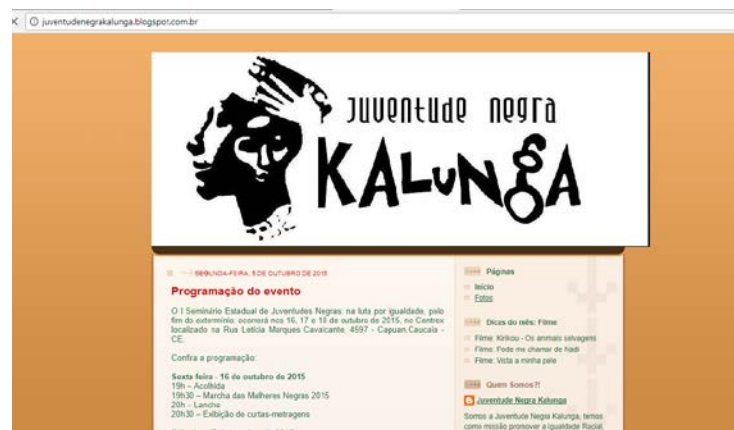 juventudenegrakalunga.blogspot.com.br
juventude negra
KALUNGA
SEGUNDA-FEIRA, 5 DE OUTUBRO DE 2015
Programação do evento
O I Seminário Estadual de Juventudes Negras: na luta por igualdade, pelo
fim do extermínio, ocorrerá nos 16, 17 e 18 de outubro de 2015, no Centrex
localizado na Rua Letícia Marques Cavalcante, 4597 - Capuan,Caucaia -
CE.
Confira a programação:
Sexta feira - 16 de outubro de 2015
19h – Acolhida
19h30 – Marcha das Mulheres Negras 2015
20h – Lanche
20h30 – Exibição de curtas-metragens
Páginas
Início
Fotos
Dicas do mês: Filme
Filme: Kirikou - Os animais selvagens
Filme: Pode me chamar de Nadi
Filme: Vista a minha pele
Quem Somos?!
Juventude Negra Kalunga
Somos a Juventude Negra Kalunga, temos
como missão promover a igualdade Racial,